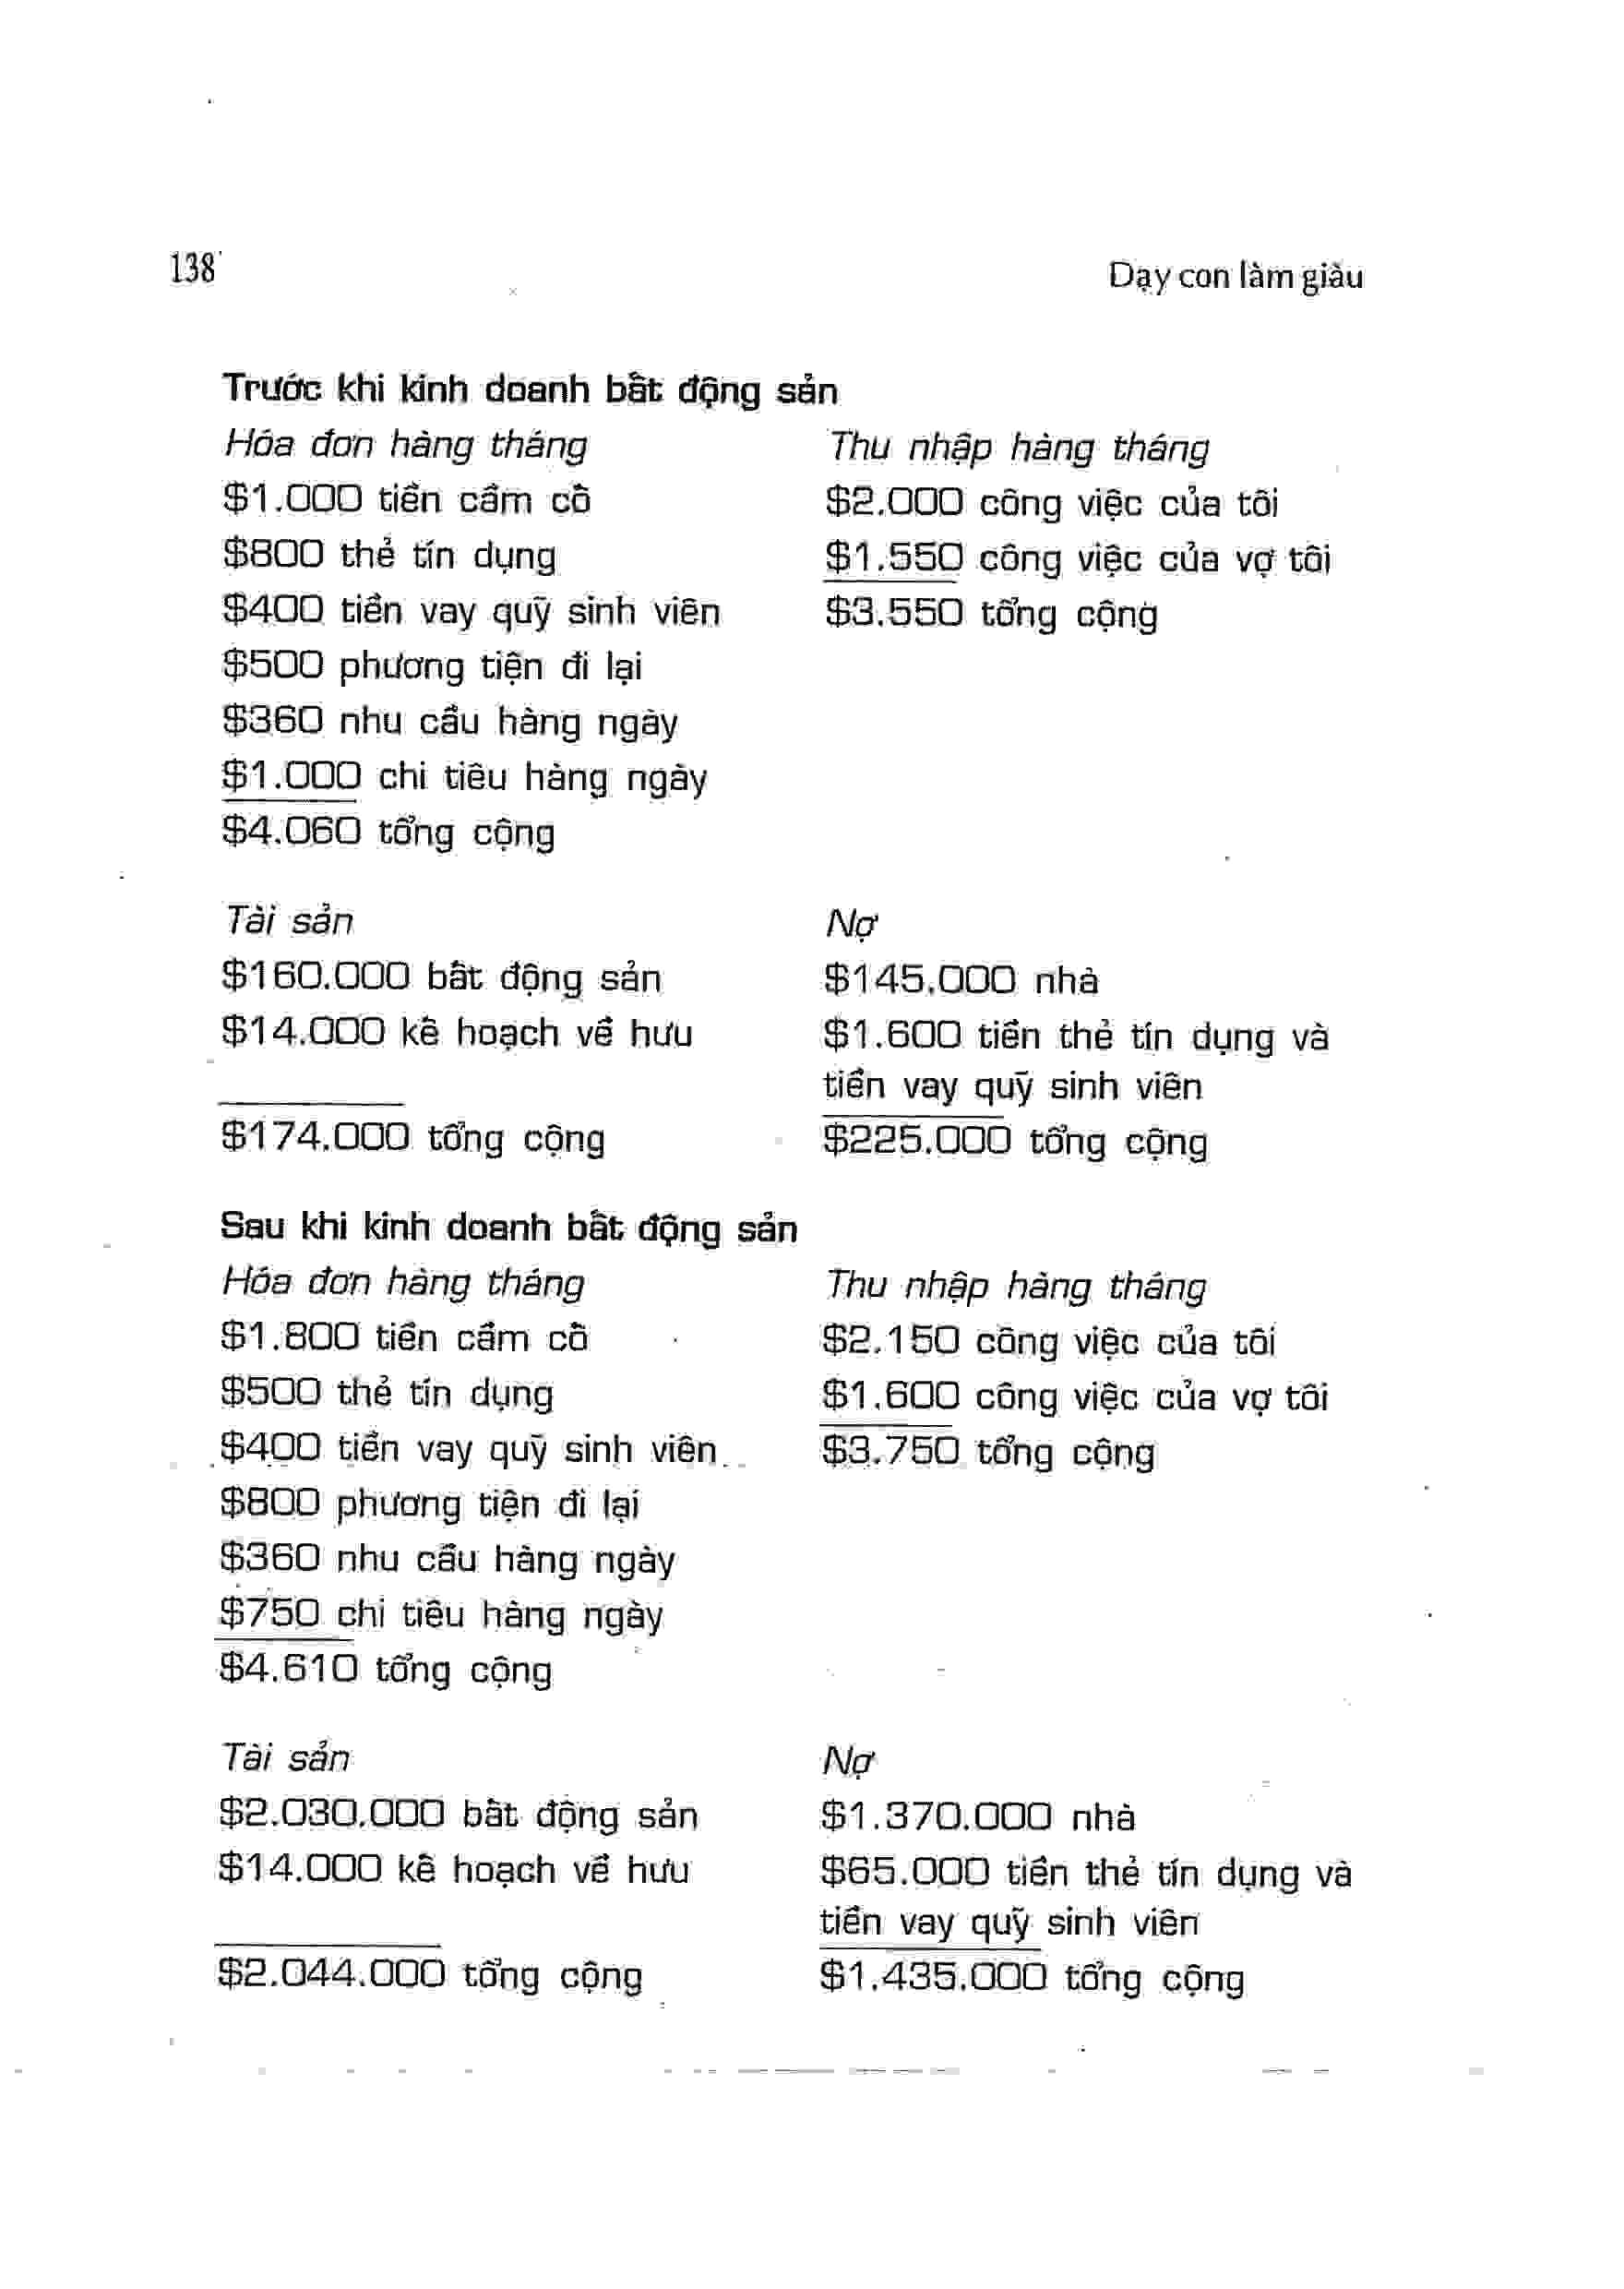 138
Dạy con làm giàu
Trước khi kinh doanh bất động sản
Hóa đơn hàng tháng
$1.000 tiền cầm cố
$800 thẻ tín dụng
$400 tiền vay quỹ sinh viên
$500 phương tiện đi lại
$360 nhu cầu hàng ngày
$1.000 chi tiêu hàng ngày
$4.060 tổng cộng
Thu nhập hàng tháng
$2.000 công việc của tôi
$1.550 công việc của vợ tôi
$3.550 tổng cộng
Tài sản
$160.000 bất động sản
$14.000 kế hoạch về hưu
$174.000 tổng cộng
Nợ
$145.000 nhà
$1.600 tiền thẻ tín dụng và
tiền vay quỹ sinh viên
$225.000 tổng cộng
Sau khi kinh doanh bất động sản
Hóa đơn hàng tháng
$1.800 tiền cầm cố
$500 thẻ tín dụng
$400 tiền vay quỹ sinh viên
$800 phương tiện đi lại
$360 nhu cầu hàng ngày
$750 chi tiêu hàng ngày
$4.610 tổng cộng
Thu nhập hàng tháng
$2.150 công việc của tôi
$1.600 công việc của vợ tôi
$3.750 tổng cộng
Tài sản
$2.030.000 bất động sản
$14.000 kế hoạch về hưu
$2.044.000 tổng cộng
Nợ
$1.370.000 nhà
$65.000 tiền thẻ tín dụng và
tiền vay quỹ sinh viên
$1.435.000 tổng cộng